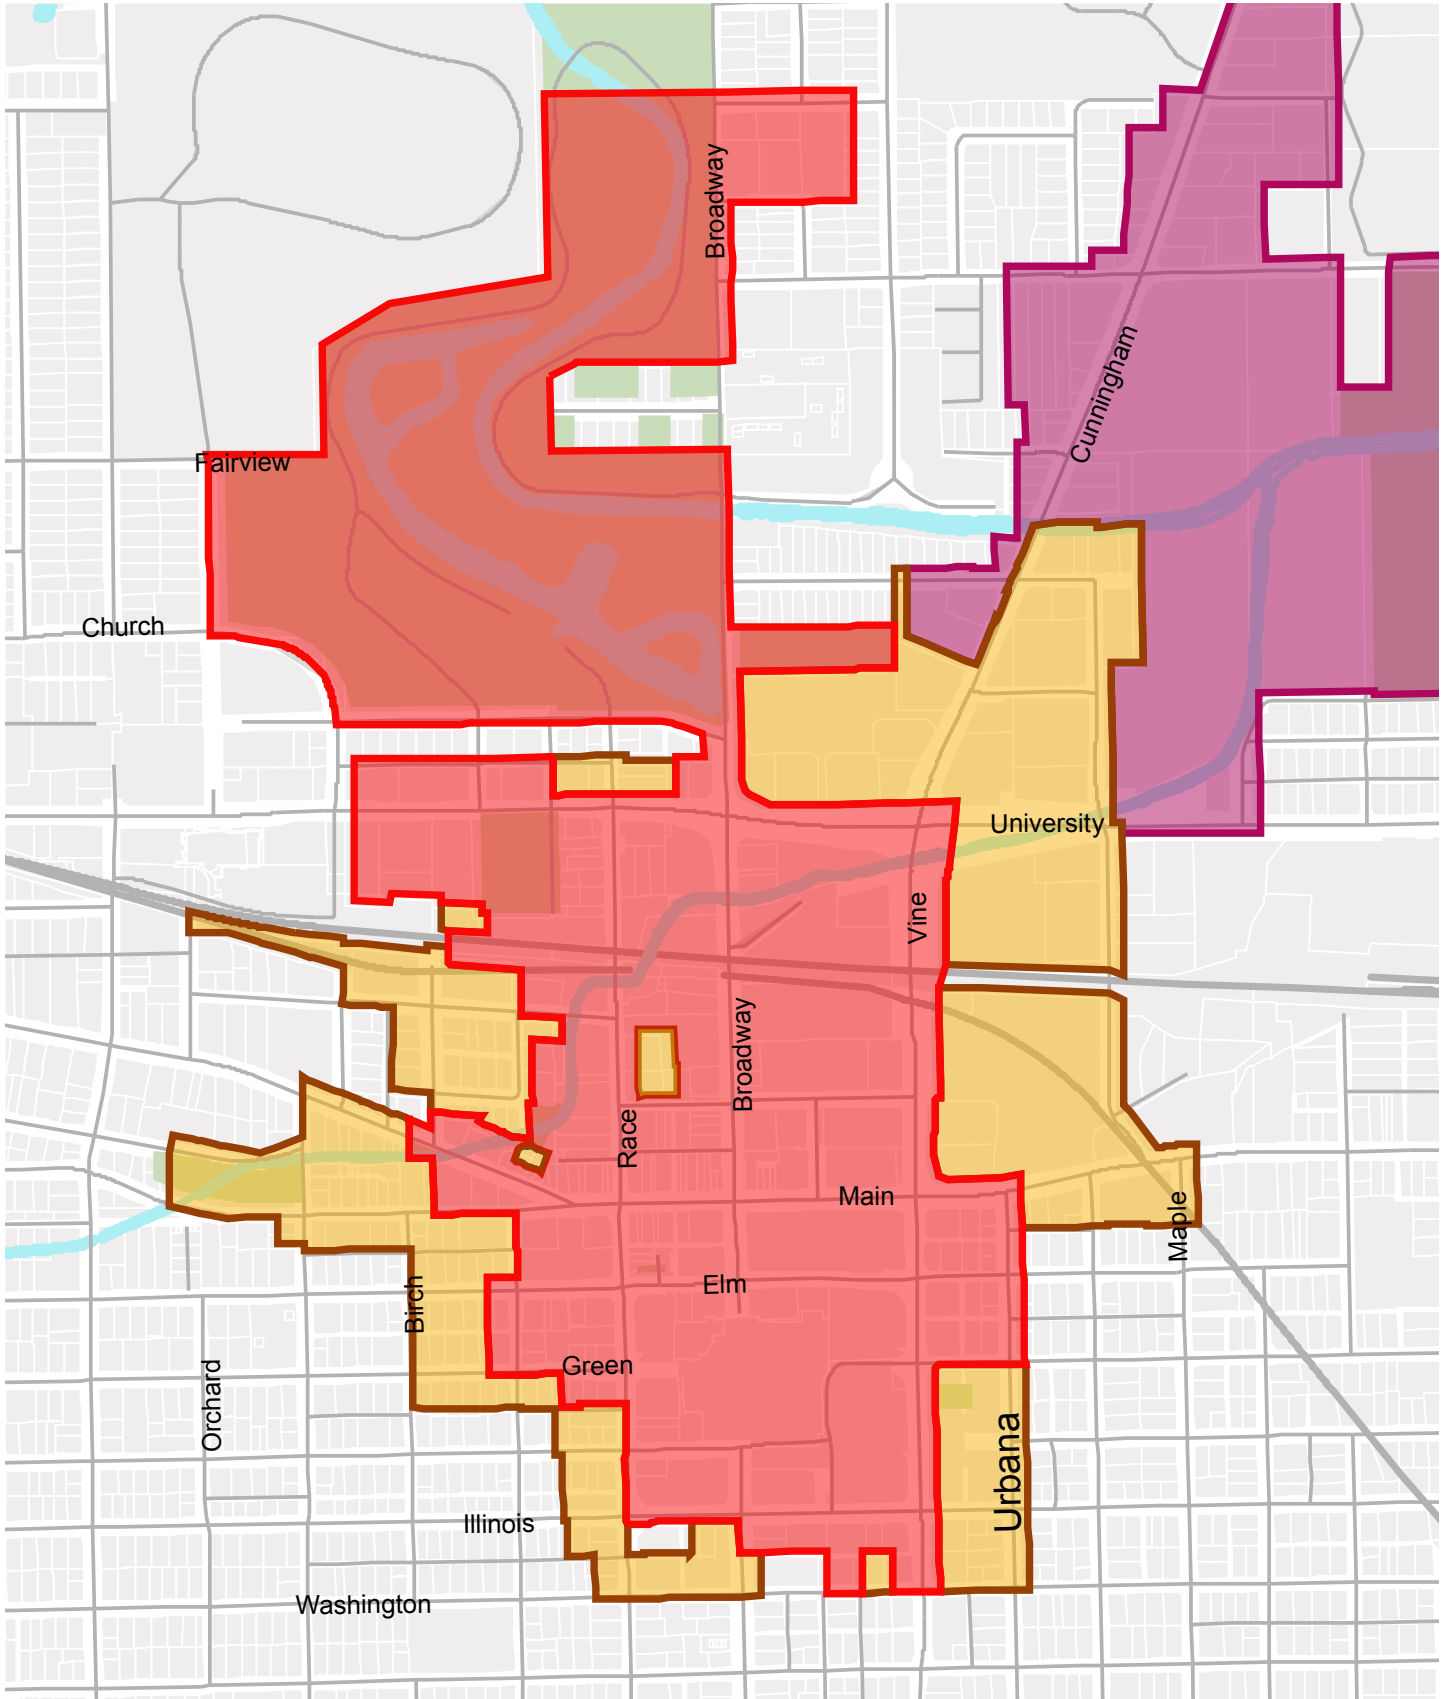 Broadway
Cunningham
Fairview
Church
University
Vine
Broadway
Race
Main
Maple
Elm
Birch
Green
Orchard
Urbana
Illinois
Washington